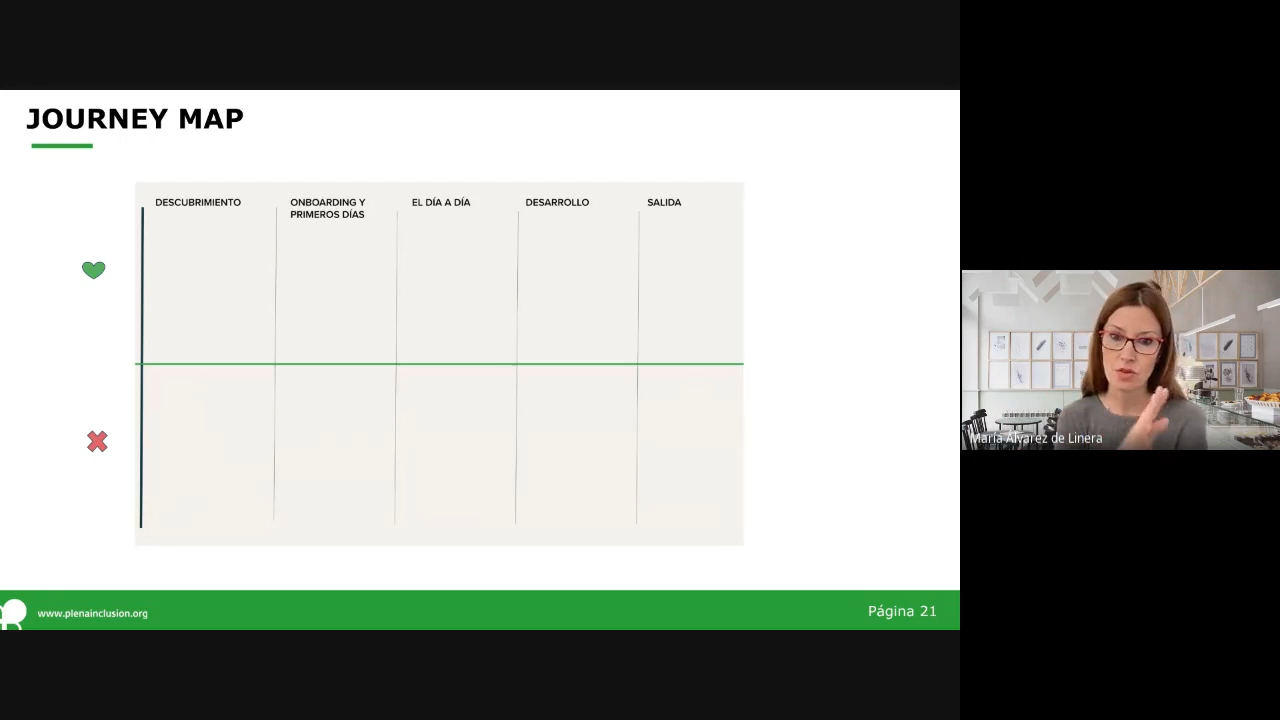 JOURNEY MAP
DESCUBRIMIENTO
ONBOARDING Y
PRIMEROS DÍAS
EL DÍA A DÍA
DESARROLLO
SALIDA
María Álvarez de Linera
www.plenainclusion.org
Página 21